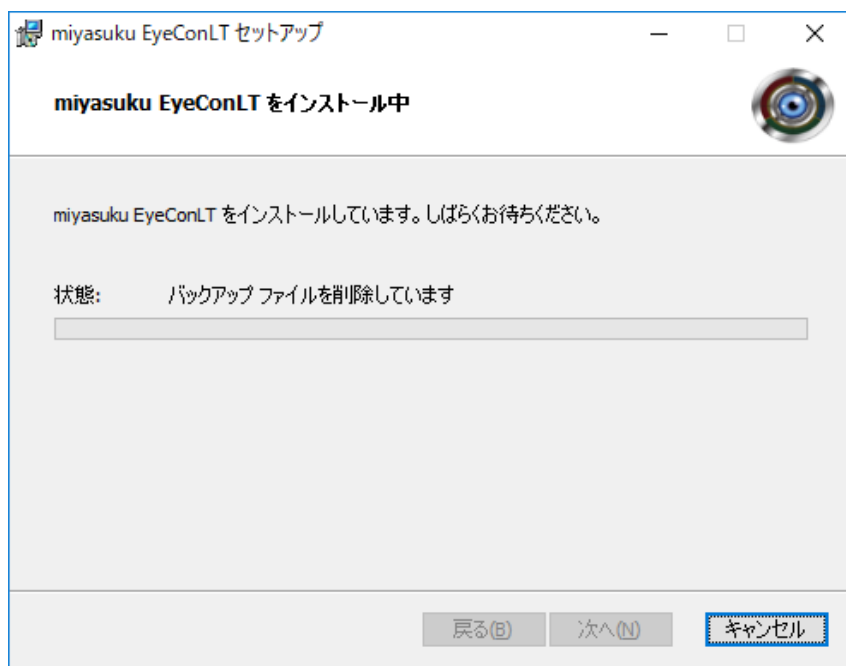 miyasuku EyeConLT セットアップ
miyasuku EyeConLT をインストール中
miyasuku EyeConLT をインストールしています。しばらくお待ちください。
状態: バックアップ ファイルを削除しています
戻る(B) 次へ(N) キャンセル